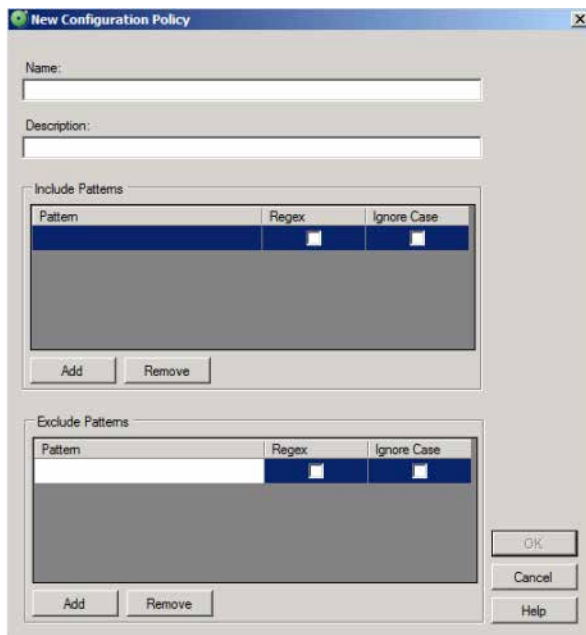 New Configuration Policy
Name:
Description:
Include Patterns
Pattern Regex Ignore Case
Add Remove
Exclude Patterns
Pattern Regex Ignore Case
Add Remove
OK
Cancel
Help